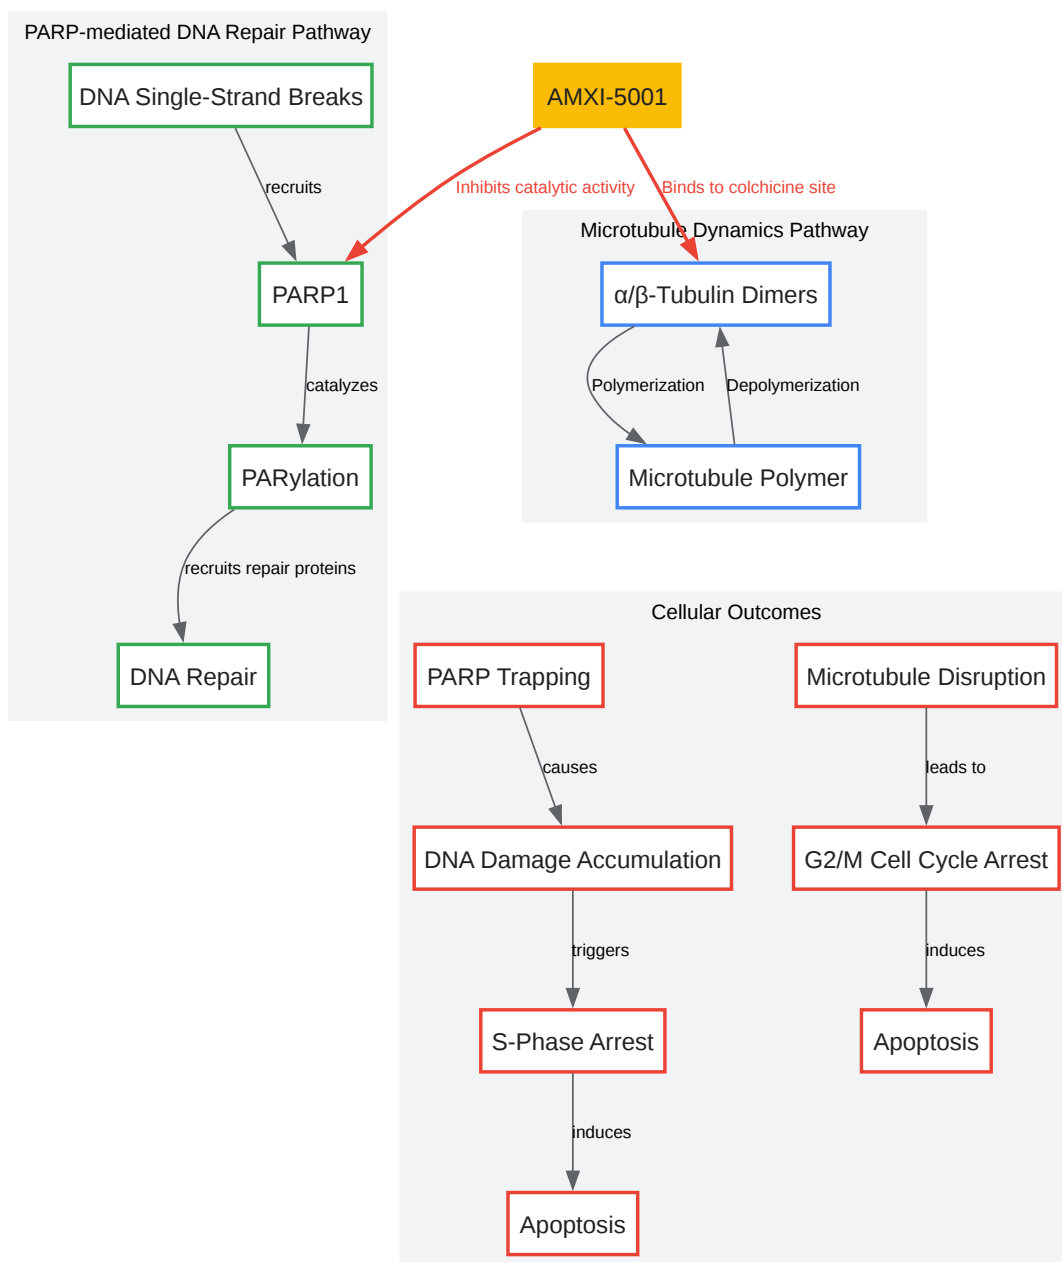 PARP-mediated DNA Repair Pathway
DNA Single-Strand Breaks
recruits
PARP1
catalyzes
PARylation
recruits repair proteins
DNA Repair
AMXI-5001
Inhibits catalytic activity
Binds to colchicine site
Microtubule Dynamics Pathway
α/β-Tubulin Dimers
Polymerization
Depolymerization
Microtubule Polymer
Cellular Outcomes
PARP Trapping
causes
DNA Damage Accumulation
triggers
S-Phase Arrest
induces
Apoptosis
Microtubule Disruption
leads to
G2/M Cell Cycle Arrest
induces
Apoptosis